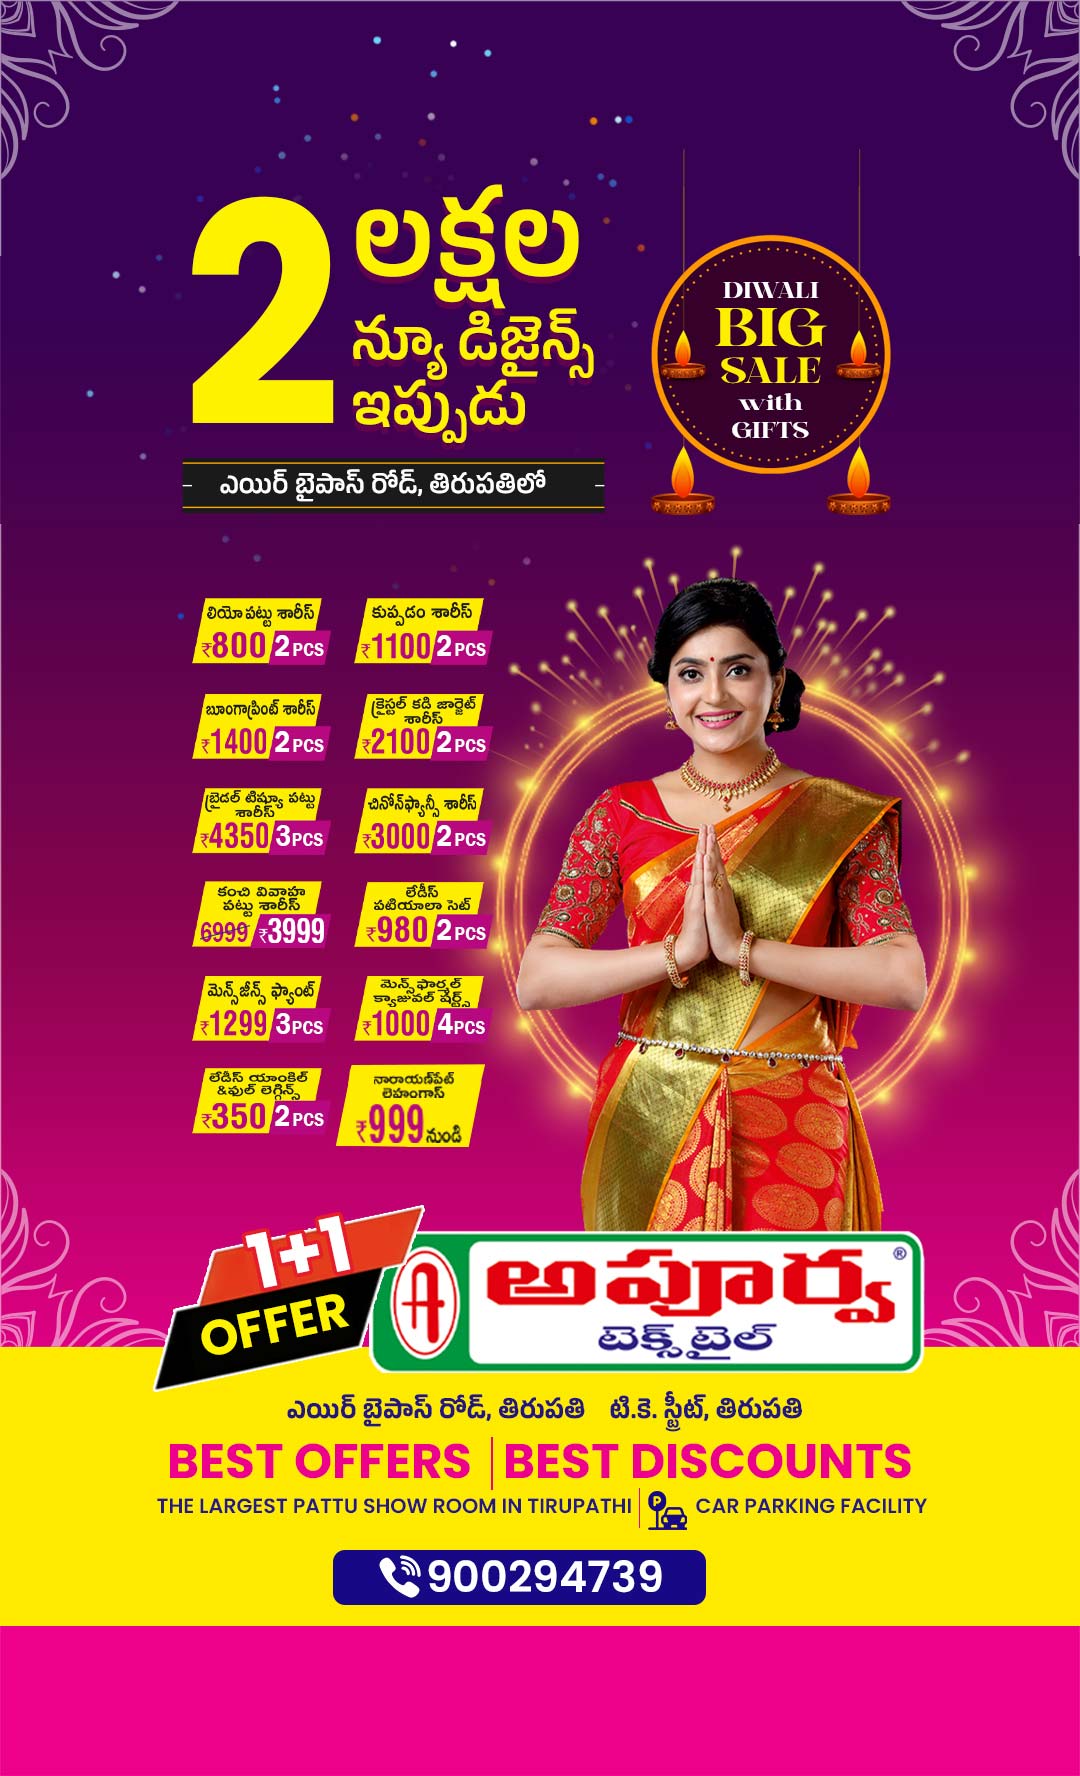 2 లక్షల
న్యూ డిజైన్స్
ఇప్పుడు
ఎయిర్ బైపాస్ రోడ్, తిరుపతిలో
DIWALI
BIG
SALE
with
GIFTS
లియోపట్టు శారీస్
₹800 2PCS
కుప్పడం శారీస్
₹1100 2PCS
బూంగాప్రింట్ శారీస్
₹1400 2PCS
క్రైస్టల్ కడి జార్జెట్
శారీస్
₹2100 2PCS
బ్రైడల్ టిష్యూ పట్టు
శారీస్
₹4350 3PCS
చినోన్‌ఫ్యాన్సీ శారీస్
₹3000 2PCS
కంచి వివాహ
పట్టు శారీస్
6999 ₹3999
లేడీస్
పటియాలా సెట్
₹980 2PCS
మెన్స్‌జీన్స్ ఫ్యాంట్
₹1299 3PCS
మెన్స్‌ఫార్మల్
క్యాజువల్ షర్ట్స్
₹1000 4PCS
లేడీస్ యాంకిల్
&ఫుల్ లెగ్గిన్స్
₹350 2PCS
నారాయణ్‌పేట్
లెహంగాస్
₹999 నుండి
1+1
OFFER
A అపూర్వ ®
టెక్స్‌టైల్
ఎయిర్ బైపాస్ రోడ్, తిరుపతి టి.కె. స్ట్రీట్, తిరుపతి
BEST OFFERS | BEST DISCOUNTS
THE LARGEST PATTU SHOW ROOM IN TIRUPATHI | P CAR PARKING FACILITY
900294739